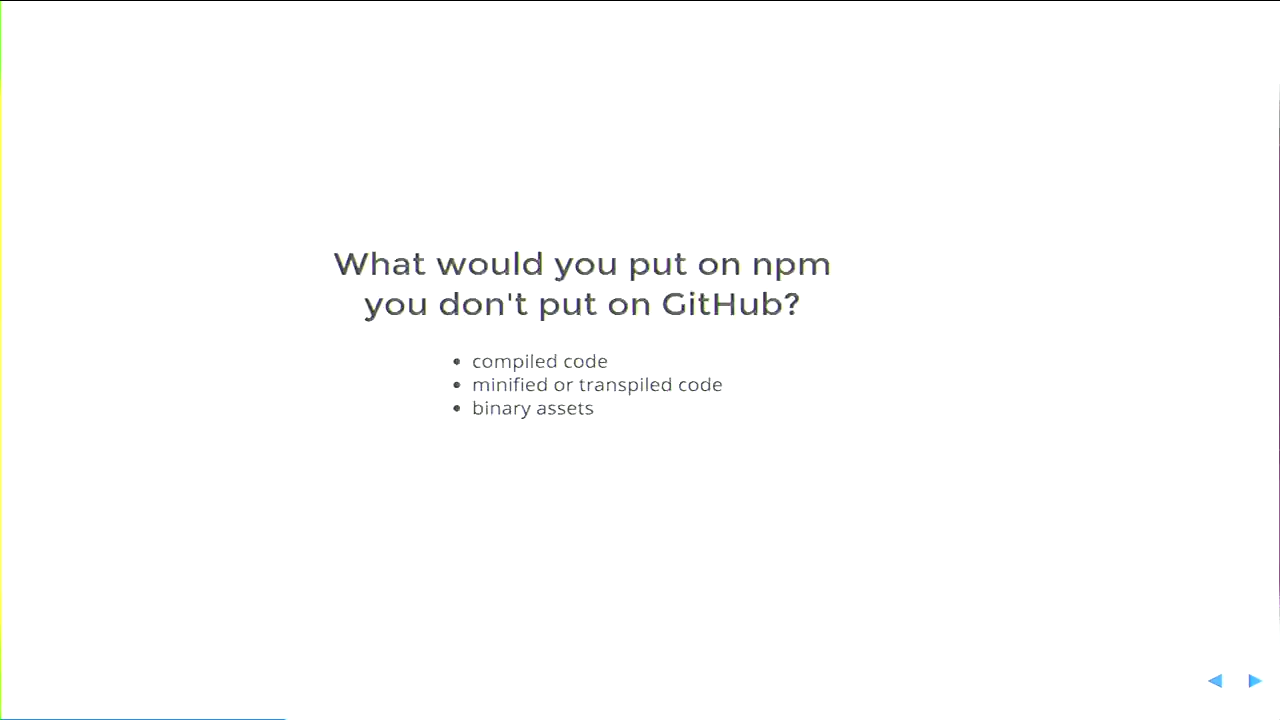 What would you put on npm
you don't put on GitHub?
compiled code
minified or transpiled code
binary assets